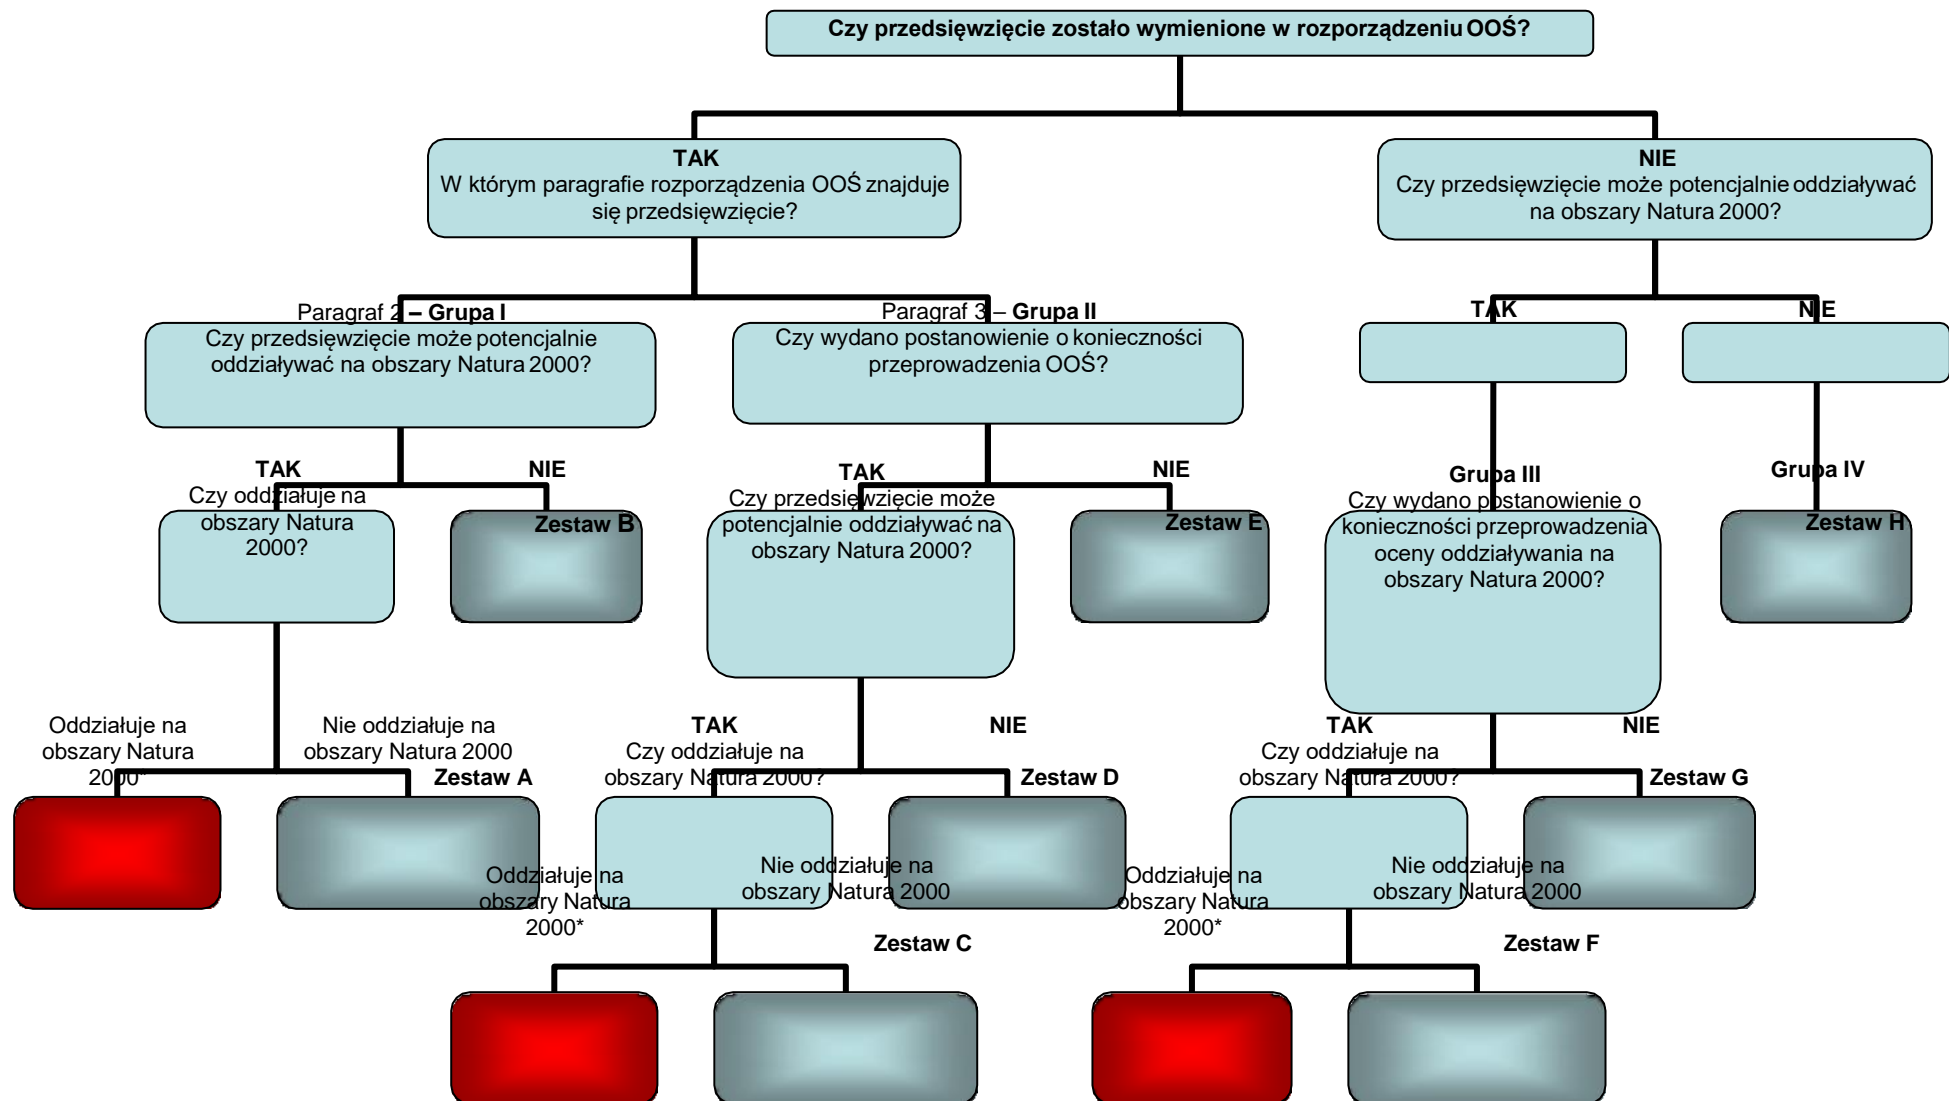 Czy przedsięwzięcie zostało wymienione w rozporządzeniu OOŚ?
TAK
W którym paragrafie rozporządzenia OOŚ znajduje
się przedsięwzięcie?
NIE
Czy przedsięwzięcie może potencjalnie oddziaływać
na obszary Natura 2000?
Paragraf 2 – Grupa I
Czy przedsięwzięcie może potencjalnie
oddziaływać na obszary Natura 2000?
Paragraf 3 – Grupa II
Czy wydano postanowienie o konieczności
przeprowadzenia OOŚ?
TAK
NIE
TAK
Czy oddziałuje na
obszary Natura
2000?
NIE
Zestaw B
TAK
Czy przedsięwzięcie może
potencjalnie oddziaływać na
obszary Natura 2000?
NIE
Zestaw E
Grupa III
Czy wydano postanowienie o
konieczności przeprowadzenia
oceny oddziaływania na
obszary Natura 2000?
Grupa IV
Zestaw H
Oddziałuje na
obszary Natura
2000*
Nie oddziałuje na
obszary Natura 2000
Zestaw A
TAK
Czy oddziałuje na
obszary Natura 2000?
NIE
Zestaw D
TAK
Czy oddziałuje na
obszary Natura 2000?
NIE
Zestaw G
Oddziałuje na
obszary Natura
2000*
Nie oddziałuje na
obszary Natura 2000
Zestaw C
Oddziałuje na
obszary Natura
2000*
Nie oddziałuje na
obszary Natura 2000
Zestaw F